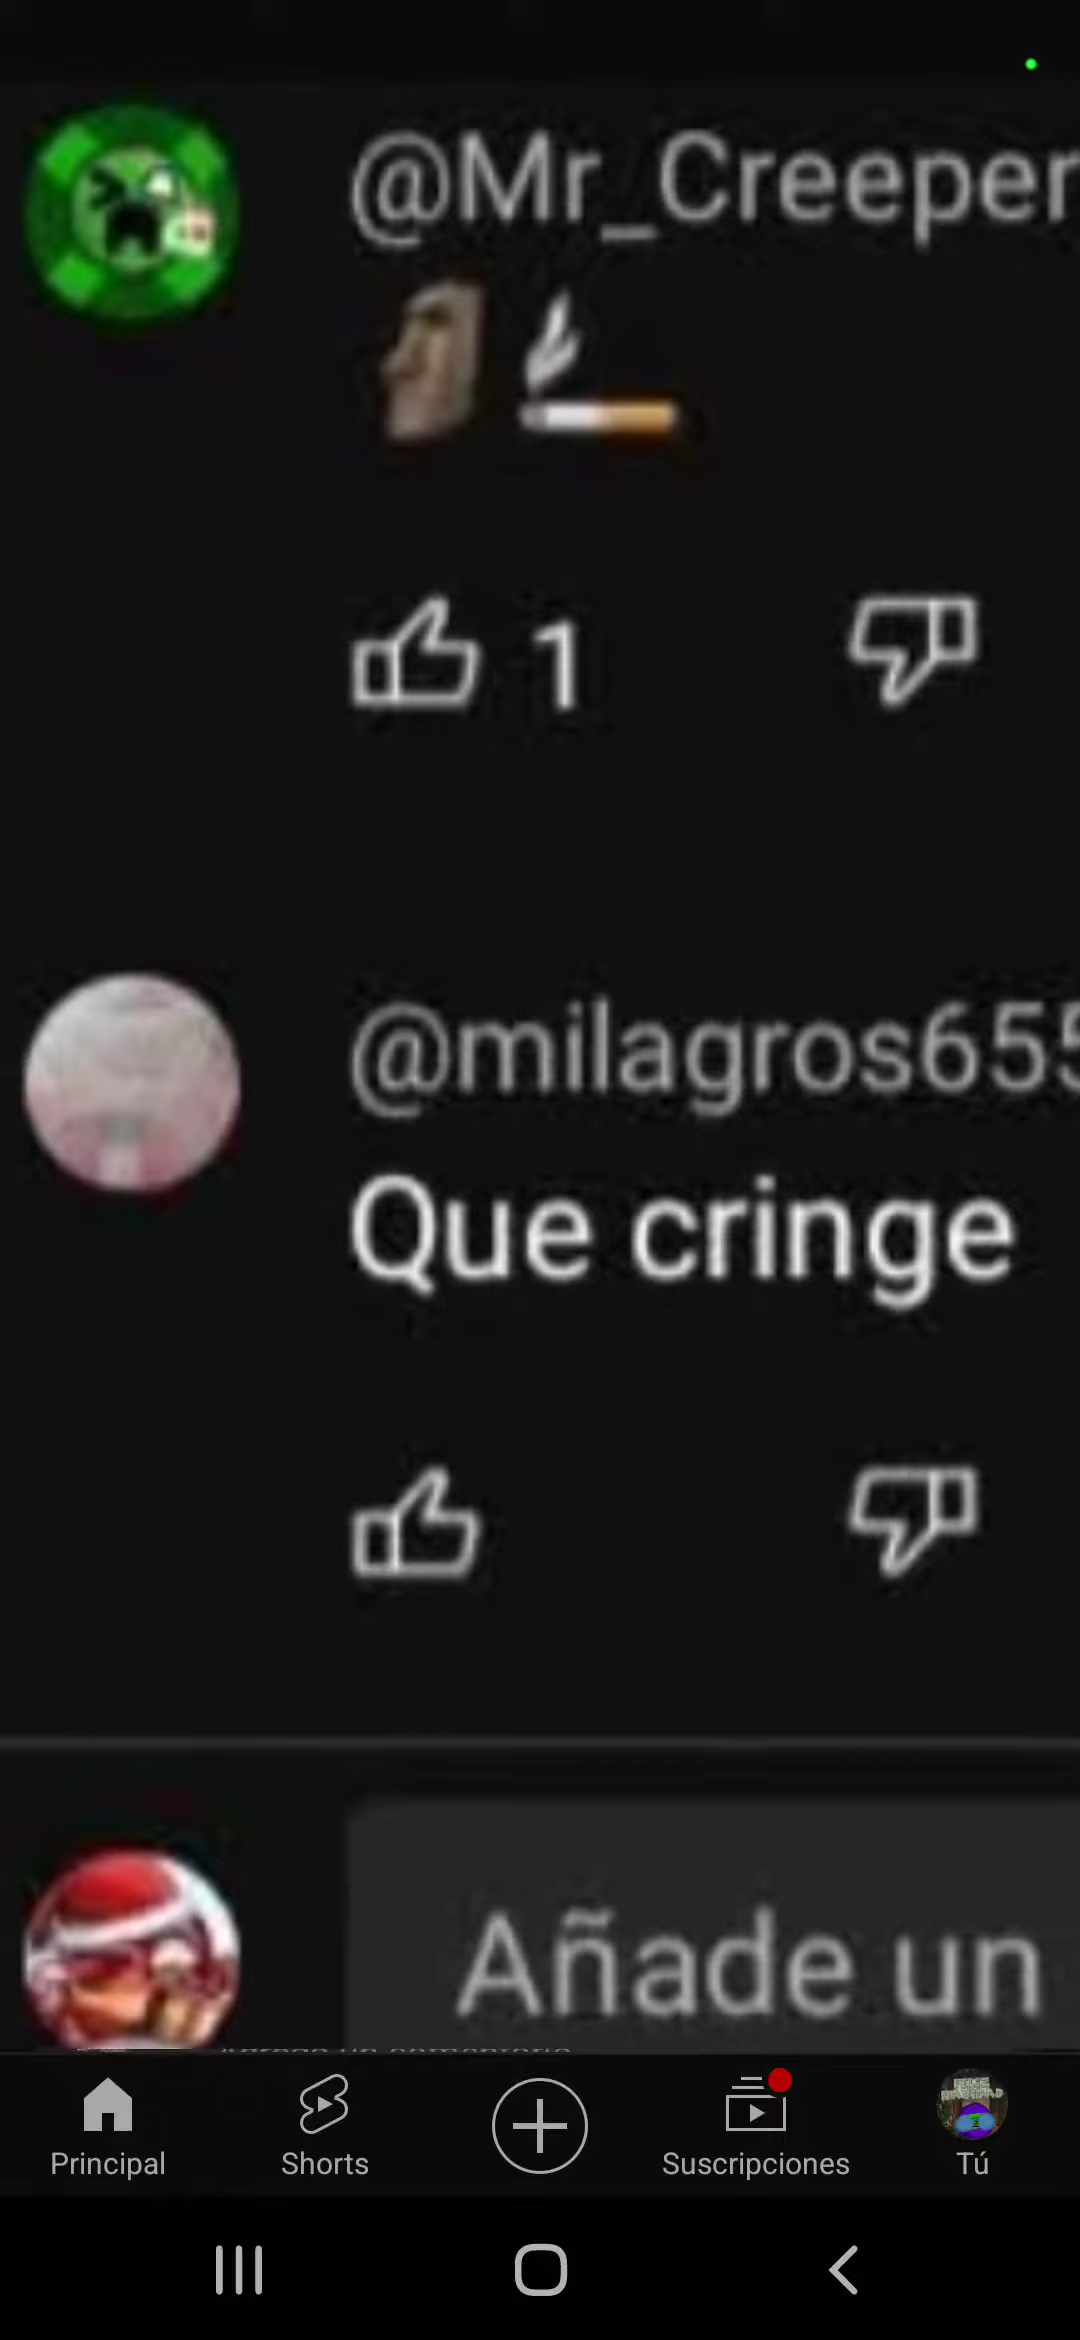 @Mr_Creeper
🗿🚬
1
@milagros655
Que cringe
Añade un
Principal
Shorts
Suscripciones
Tú